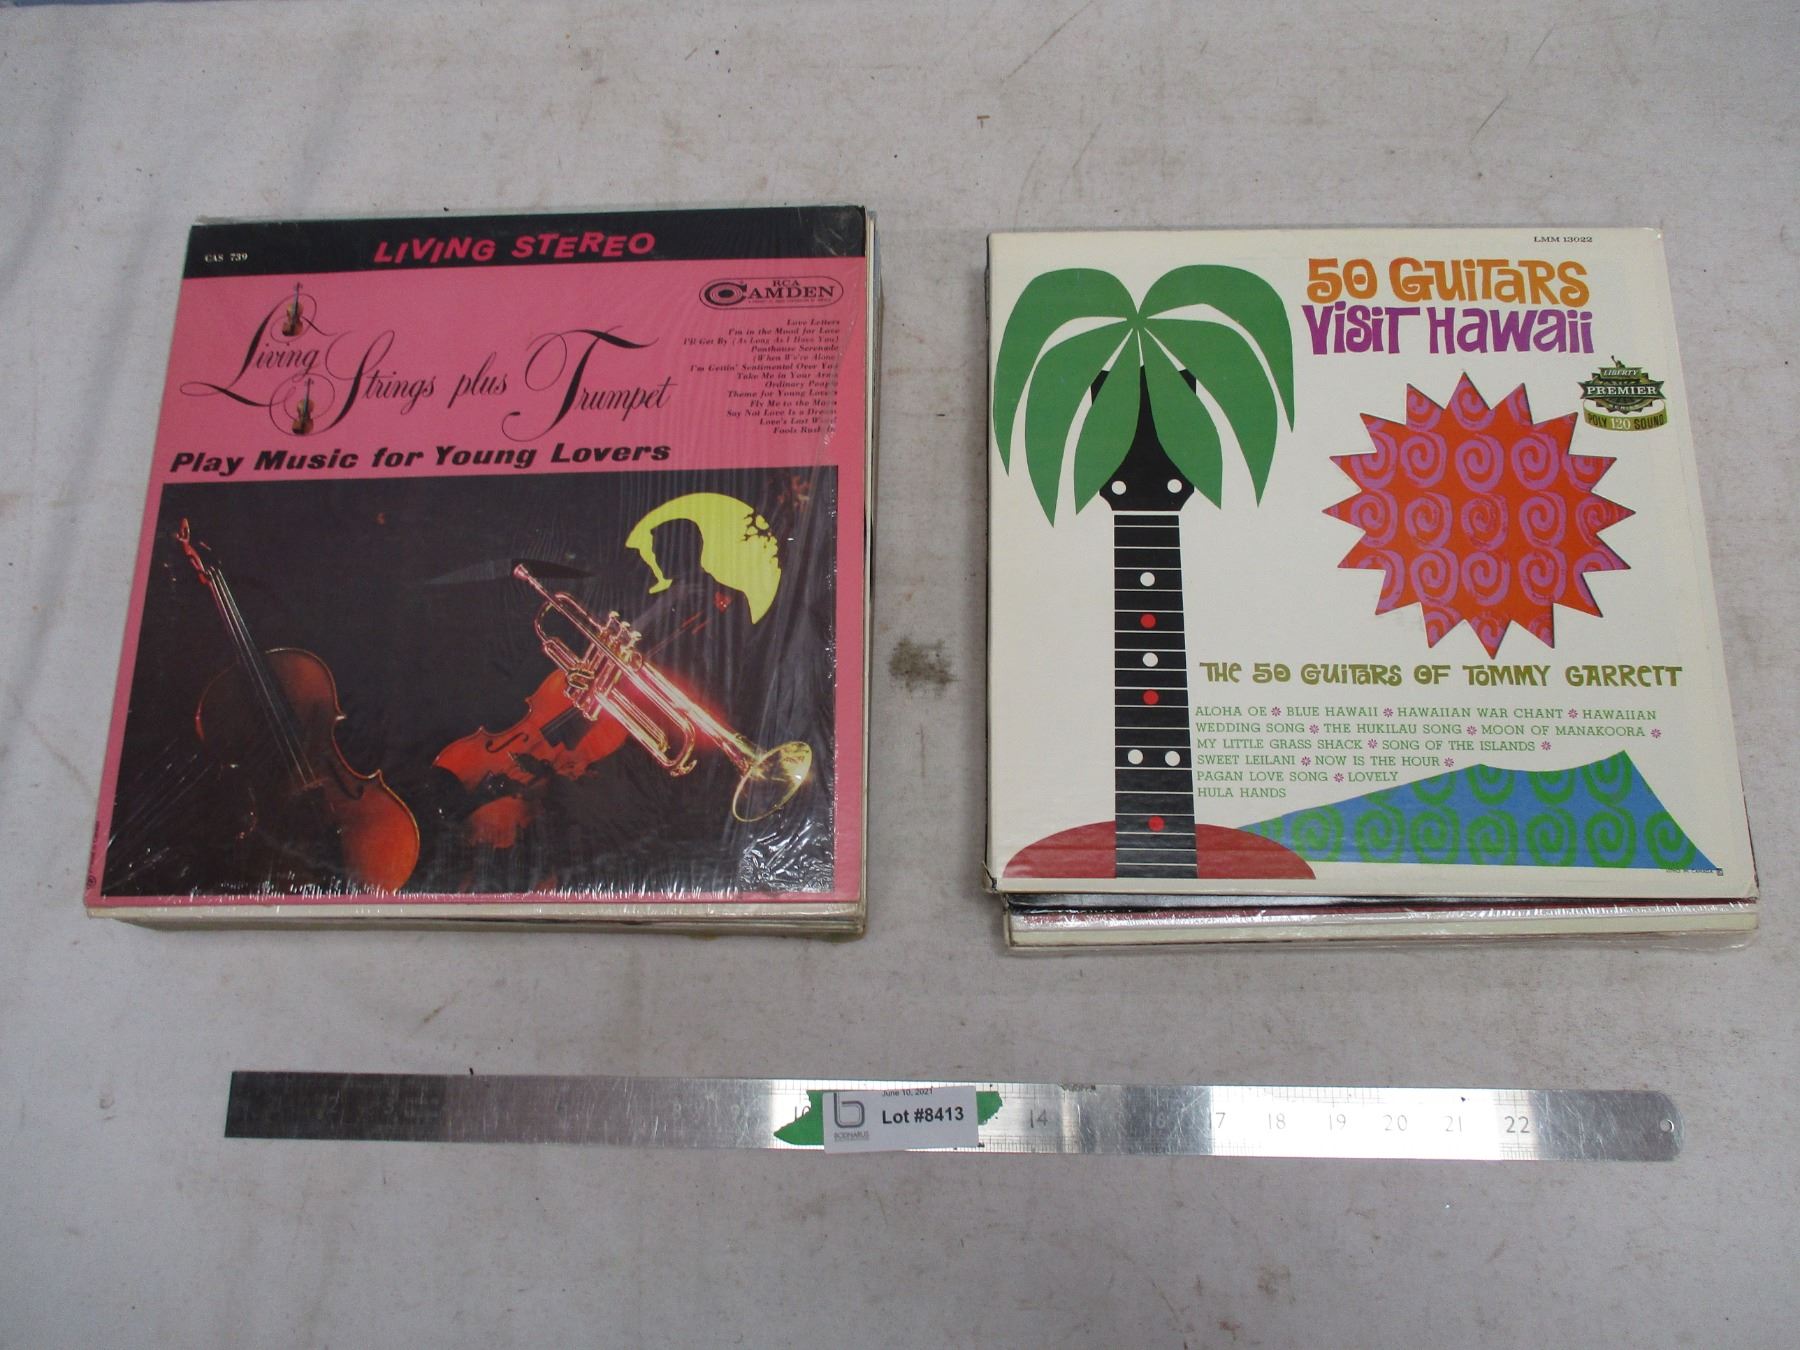 CAS 739
LIVING STEREO
RCA
CAMDEN
Living
Strings plus Trumpet
Play Music for Young Lovers
Love Letters
I'm in the Mood for Love
I'll Get By (As Long As I Have You)
Penthouse Serenade
(When We're Alone)
I'm Gettin' Sentimental Over You
Take Me in Your Arms
Ordinary People
Theme for Young Lovers
Fly Me to the Moon
Say Not Love Is a Dream
Love's Last Word
Fools Rush In
LMM 13022
50 GUITARS
VISIT HAWAII
LIBERTY
PREMIER
SERIES
POLY 120 SOUND
THE 50 GUITARS OF TOMMY GARRETT
ALOHA OE * BLUE HAWAII * HAWAIIAN WAR CHANT * HAWAIIAN
WEDDING SONG * THE HUKILAU SONG * MOON OF MANAKOORA *
MY LITTLE GRASS SHACK * SONG OF THE ISLANDS *
SWEET LEILANI * NOW IS THE HOUR *
PAGAN LOVE SONG * LOVELY
HULA HANDS
June 10, 2021
b Lot #8413
BODNARUS
10 14 16 17 18 19 20 21 22